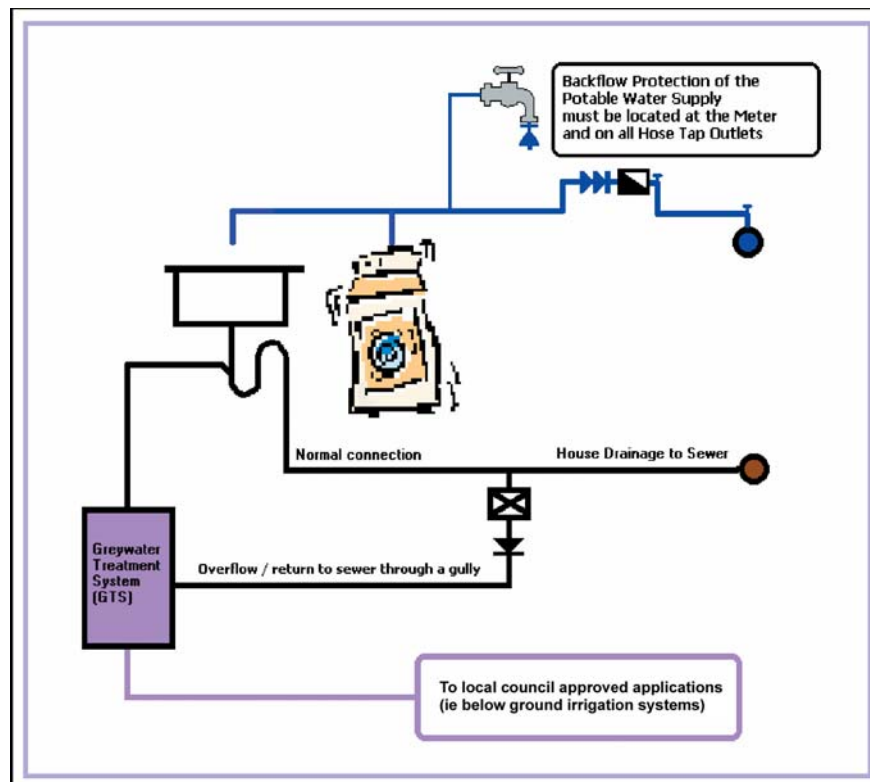 Backflow Protection of the
Potable Water Supply
must be located at the Meter
and on all Hose Tap Outlets
Normal connection
House Drainage to Sewer
Greywater
Treatment
System
(GTS)
Overflow / return to sewer through a gully
To local council approved applications
(ie below ground irrigation systems)